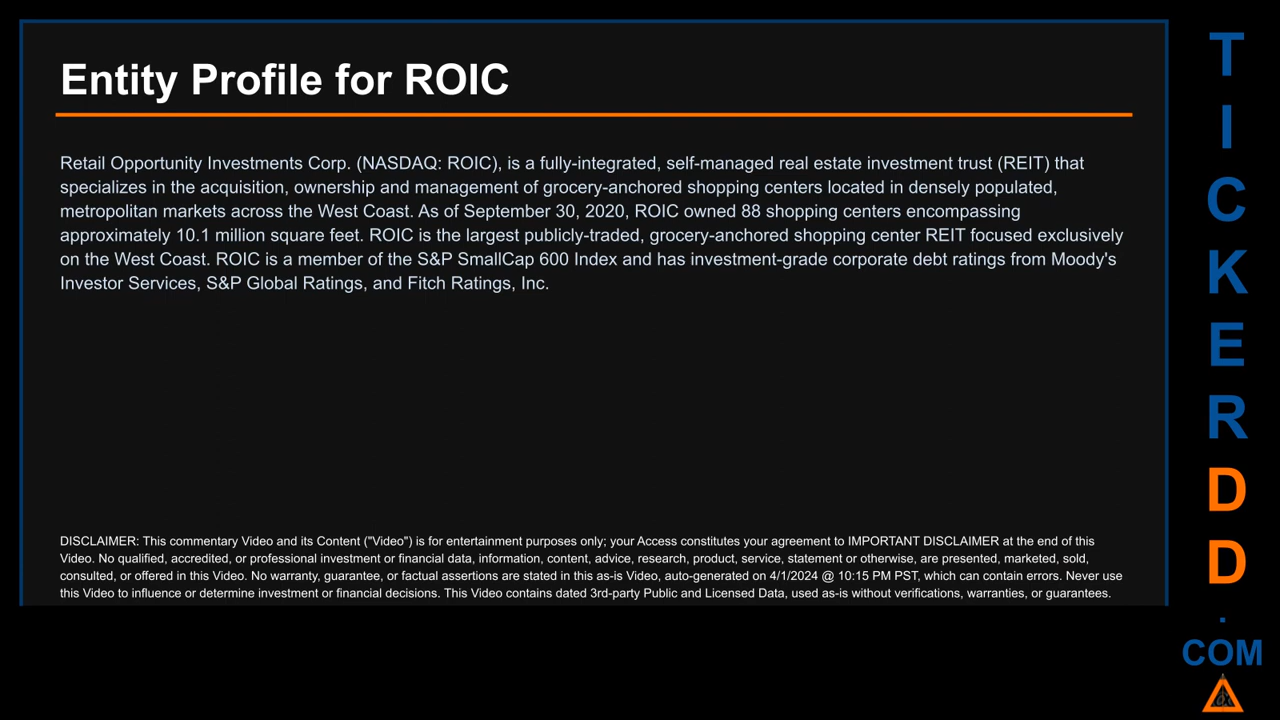 Entity Profile for ROIC
Retail Opportunity Investments Corp. (NASDAQ: ROIC), is a fully-integrated, self-managed real estate investment trust (REIT) that
specializes in the acquisition, ownership and management of grocery-anchored shopping centers located in densely populated,
metropolitan markets across the West Coast. As of September 30, 2020, ROIC owned 88 shopping centers encompassing
approximately 10.1 million square feet. ROIC is the largest publicly-traded, grocery-anchored shopping center REIT focused exclusively
on the West Coast. ROIC is a member of the S&P SmallCap 600 Index and has investment-grade corporate debt ratings from Moody's
Investor Services, S&P Global Ratings, and Fitch Ratings, Inc.
DISCLAIMER: This commentary Video and its Content ("Video") is for entertainment purposes only; your Access constitutes your agreement to IMPORTANT DISCLAIMER at the end of this
Video. No qualified, accredited, or professional investment or financial data, information, content, advice, research, product, service, statement or otherwise, are presented, marketed, sold,
consulted, or offered in this Video. No warranty, guarantee, or factual assertions are stated in this as-is Video, auto-generated on 4/1/2024 @ 10:15 PM PST, which can contain errors. Never use
this Video to influence or determine investment or financial decisions. This Video contains dated 3rd-party Public and Licensed Data, used as-is without verifications, warranties, or guarantees.
T
I
C
K
E
R
D
D
.
COM